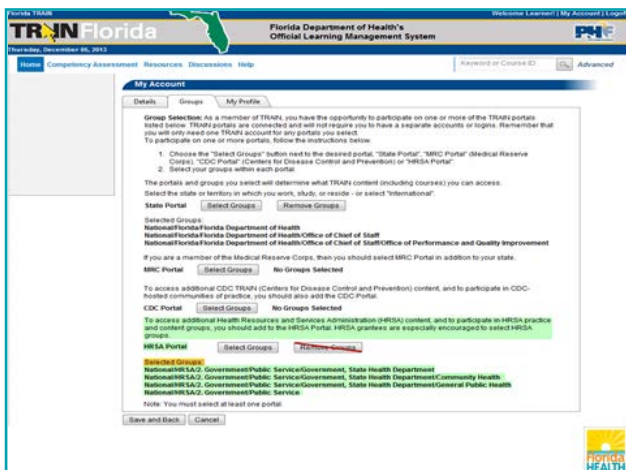 Florida TRAIN
Welcome Learner! | My Account | Logoff
TRAIN Florida
Florida Department of Health's
Official Learning Management System
PHF
Thursday, December 05, 2013
Home Competency Assessment Resources Discussions Help
Keyword or Course ID
Advanced
My Account
Details Groups My Profile
Group Selection: As a member of TRAIN, you have the opportunity to participate on one or more of the TRAIN portals
listed below. TRAIN portals are connected and will not require you to have a separate accounts or logins. Remember that
you will only need one TRAIN account for any portals you select.
To participate on one or more portals, follow the instructions below:
1. Choose the "Select Groups" button next to the desired portal, "State Portal", "MRC Portal" (Medical Reserve
Corps), "CDC Portal" (Centers for Disease Control and Prevention) or "HRSA Portal".
2. Select your groups within each portal.
The portals and groups you select will determine what TRAIN content (including courses) you can access.
Select the state or territory in which you work, study, or reside - or select "International".
State Portal Select Groups Remove Groups
Selected Groups:
National/Florida/Florida Department of Health
National/Florida/Florida Department of Health/Office of Chief of Staff
National/Florida/Florida Department of Health/Office of Chief of Staff/Office of Performance and Quality Improvement
If you are a member of the Medical Reserve Corps, then you should select MRC Portal in addition to your state.
MRC Portal Select Groups No Groups Selected
To access additional CDC TRAIN (Centers for Disease Control and Prevention) content, and to participate in CDC-
hosted communities of practice, you should also add the CDC Portal.
CDC Portal Select Groups No Groups Selected
To access additional Health Resources and Services Administration (HRSA) content, and to participate in HRSA practice
and content groups, you should add to the HRSA Portal. HRSA grantees are especially encouraged to select HRSA
groups.
HRSA Portal Select Groups Remove Groups
Selected Groups:
National/HRSA/2. Government/Public Service/Government, State Health Department
National/HRSA/2. Government/Public Service/Government, State Health Department/Community Health
National/HRSA/2. Government/Public Service/Government, State Health Department/General Public Health
National/HRSA/2. Government/Public Service
Note: You must select at least one portal.
Save and Back Cancel
Florida
HEALTH